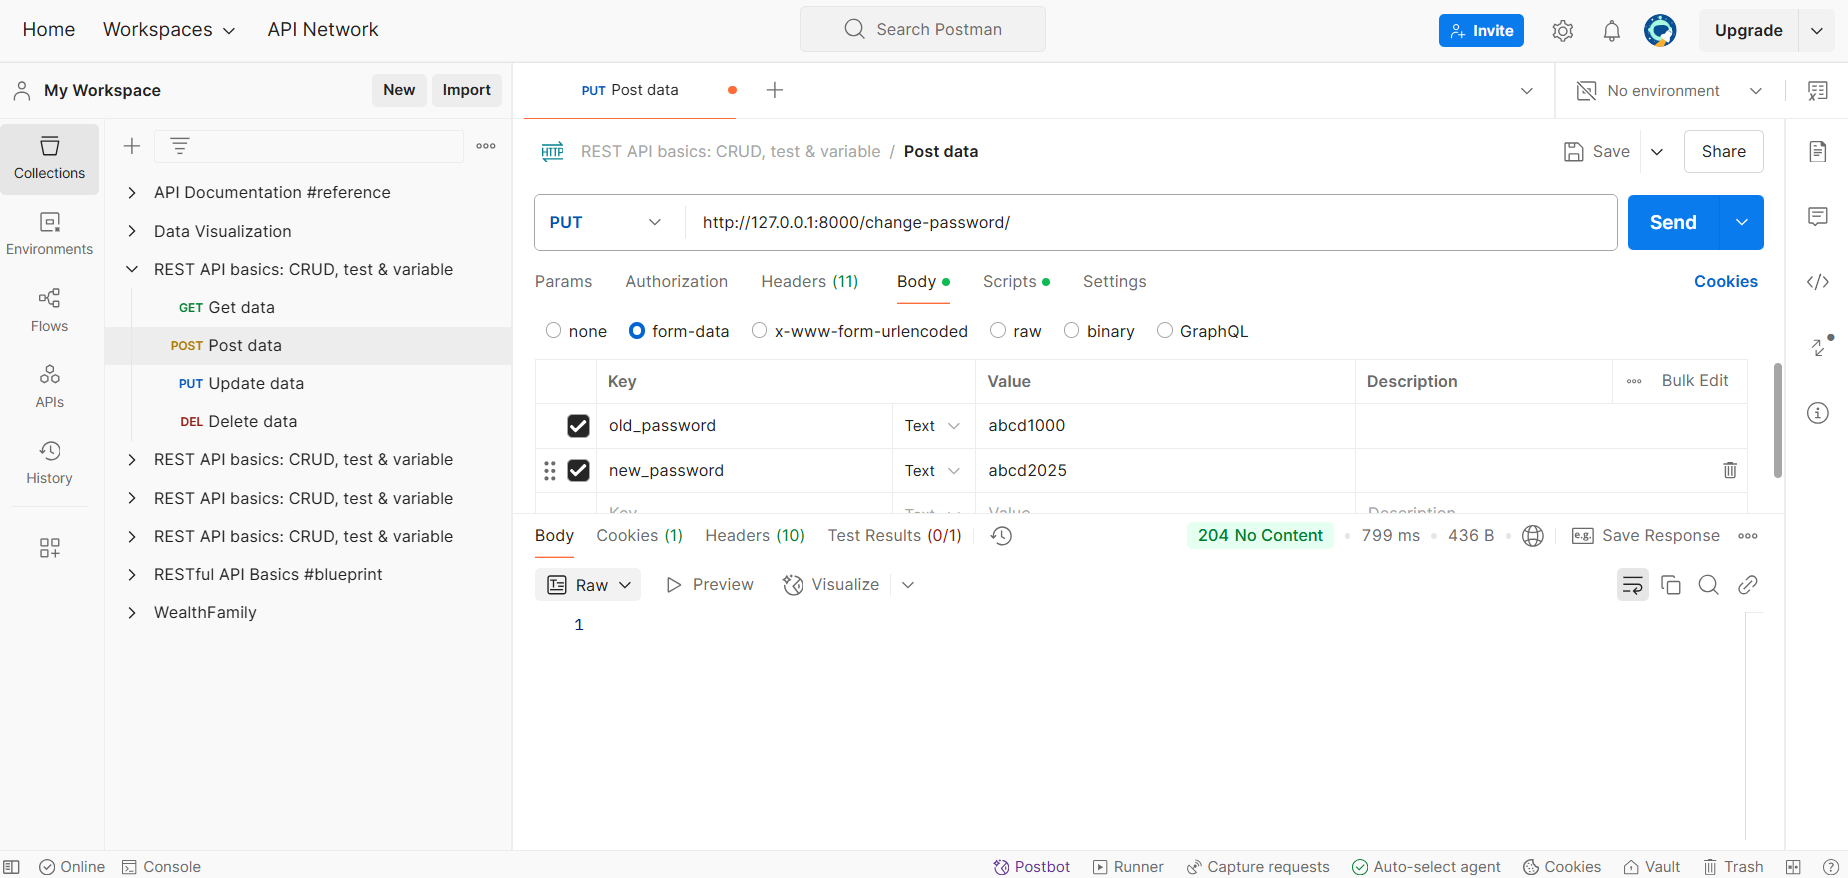 Home Workspaces API Network Search Postman Invite Upgrade
My Workspace New Import PUT Post data No environment
Collections
Environments
Flows
APIs
History
API Documentation #reference
Data Visualization
REST API basics: CRUD, test & variable
GET Get data
POST Post data
PUT Update data
DEL Delete data
REST API basics: CRUD, test & variable
REST API basics: CRUD, test & variable
REST API basics: CRUD, test & variable
RESTful API Basics #blueprint
WealthFamily
HTTP REST API basics: CRUD, test & variable / Post data Save Share
PUT http://127.0.0.1:8000/change-password/ Send
Params Authorization Headers (11) Body Scripts Settings Cookies
none form-data x-www-form-urlencoded raw binary GraphQL
Key Value Description Bulk Edit
old_password Text abcd1000
new_password Text abcd2025
Key Text Value Description
Body Cookies (1) Headers (10) Test Results (0/1) 204 No Content 799 ms 436 B e.g. Save Response
Raw Preview Visualize
1
Online Console Postbot Runner Capture requests Auto-select agent Cookies Vault Trash